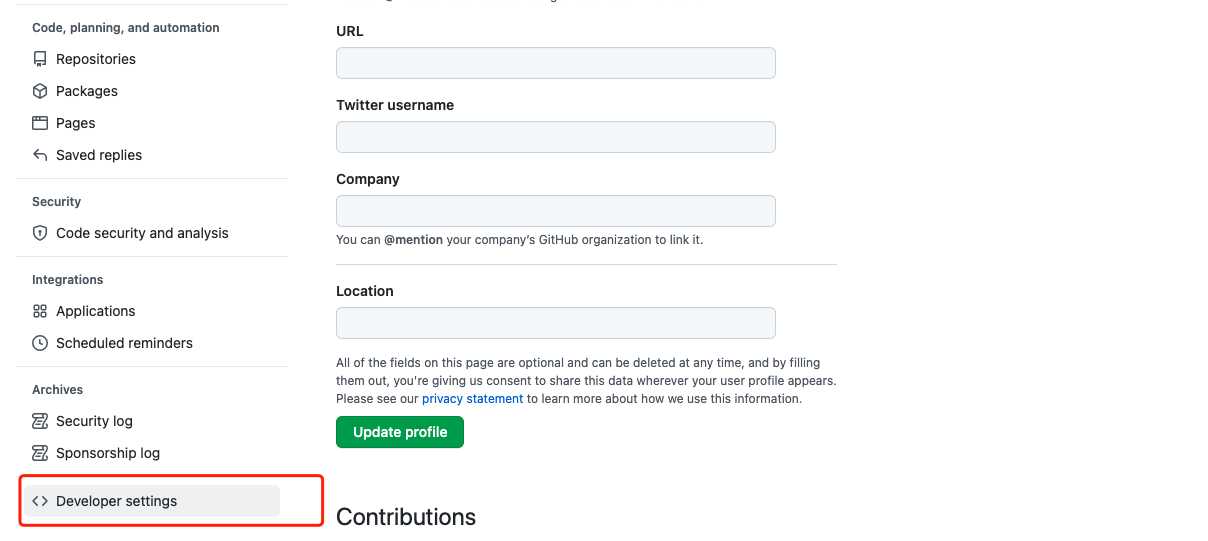 Code, planning, and automation
Repositories
Packages
Pages
Saved replies
Security
Code security and analysis
Integrations
Applications
Scheduled reminders
Archives
Security log
Sponsorship log
Developer settings
URL
Twitter username
Company
You can @mention your company's GitHub organization to link it.
Location
All of the fields on this page are optional and can be deleted at any time, and by filling
them out, you're giving us consent to share this data wherever your user profile appears.
Please see our privacy statement to learn more about how we use this information.
Update profile
Contributions